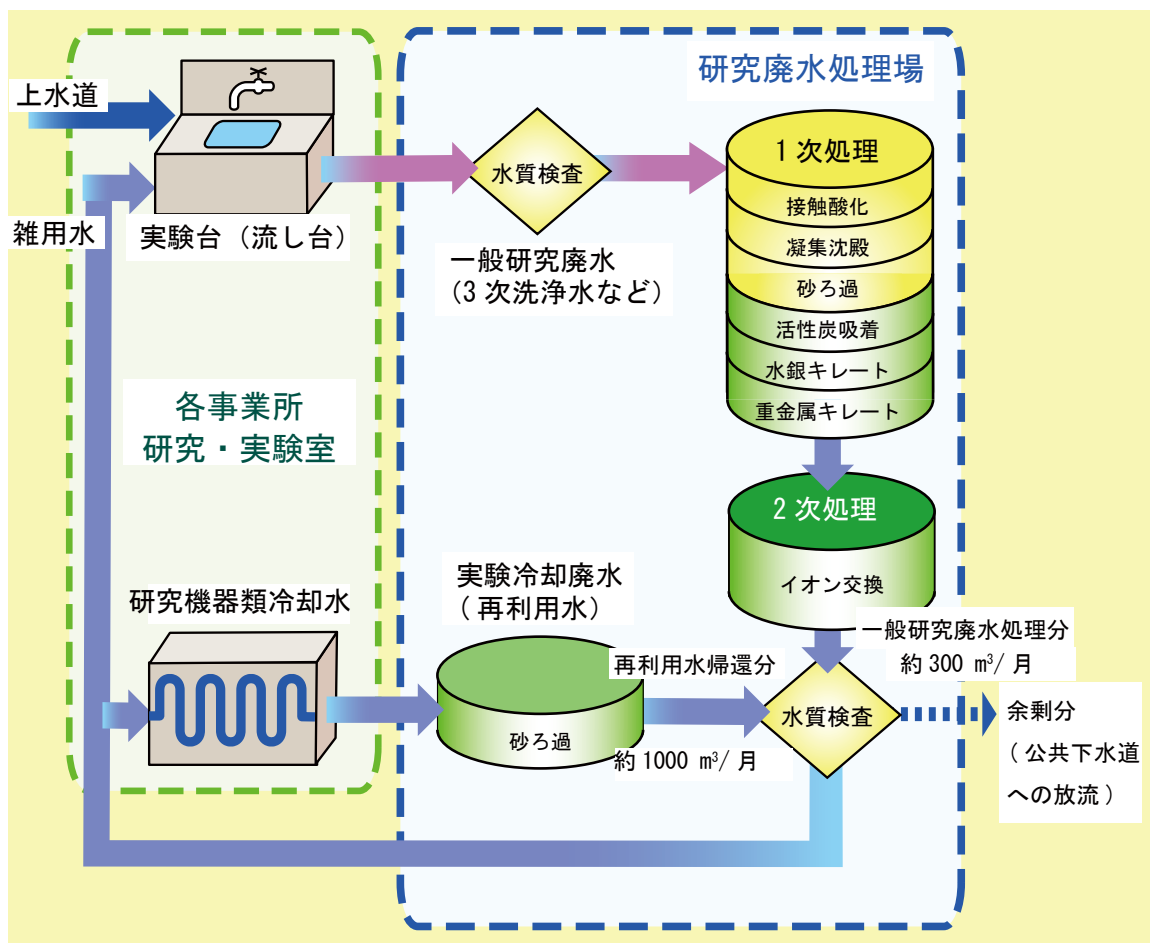 研究廃水処理場
上水道
雑用水
実験台（流し台）
水質検査
一般研究廃水
（3 次洗浄水など）
1 次処理
接触酸化
凝集沈殿
砂ろ過
活性炭吸着
水銀キレート
重金属キレート
2 次処理
イオン交換
各事業所
研究・実験室
研究機器類冷却水
実験冷却廃水
（再利用水）
砂ろ過
再利用水帰還分
約 1000 m³/ 月
一般研究廃水処理分
約 300 m³/ 月
水質検査
余剰分
（公共下水道
への放流）